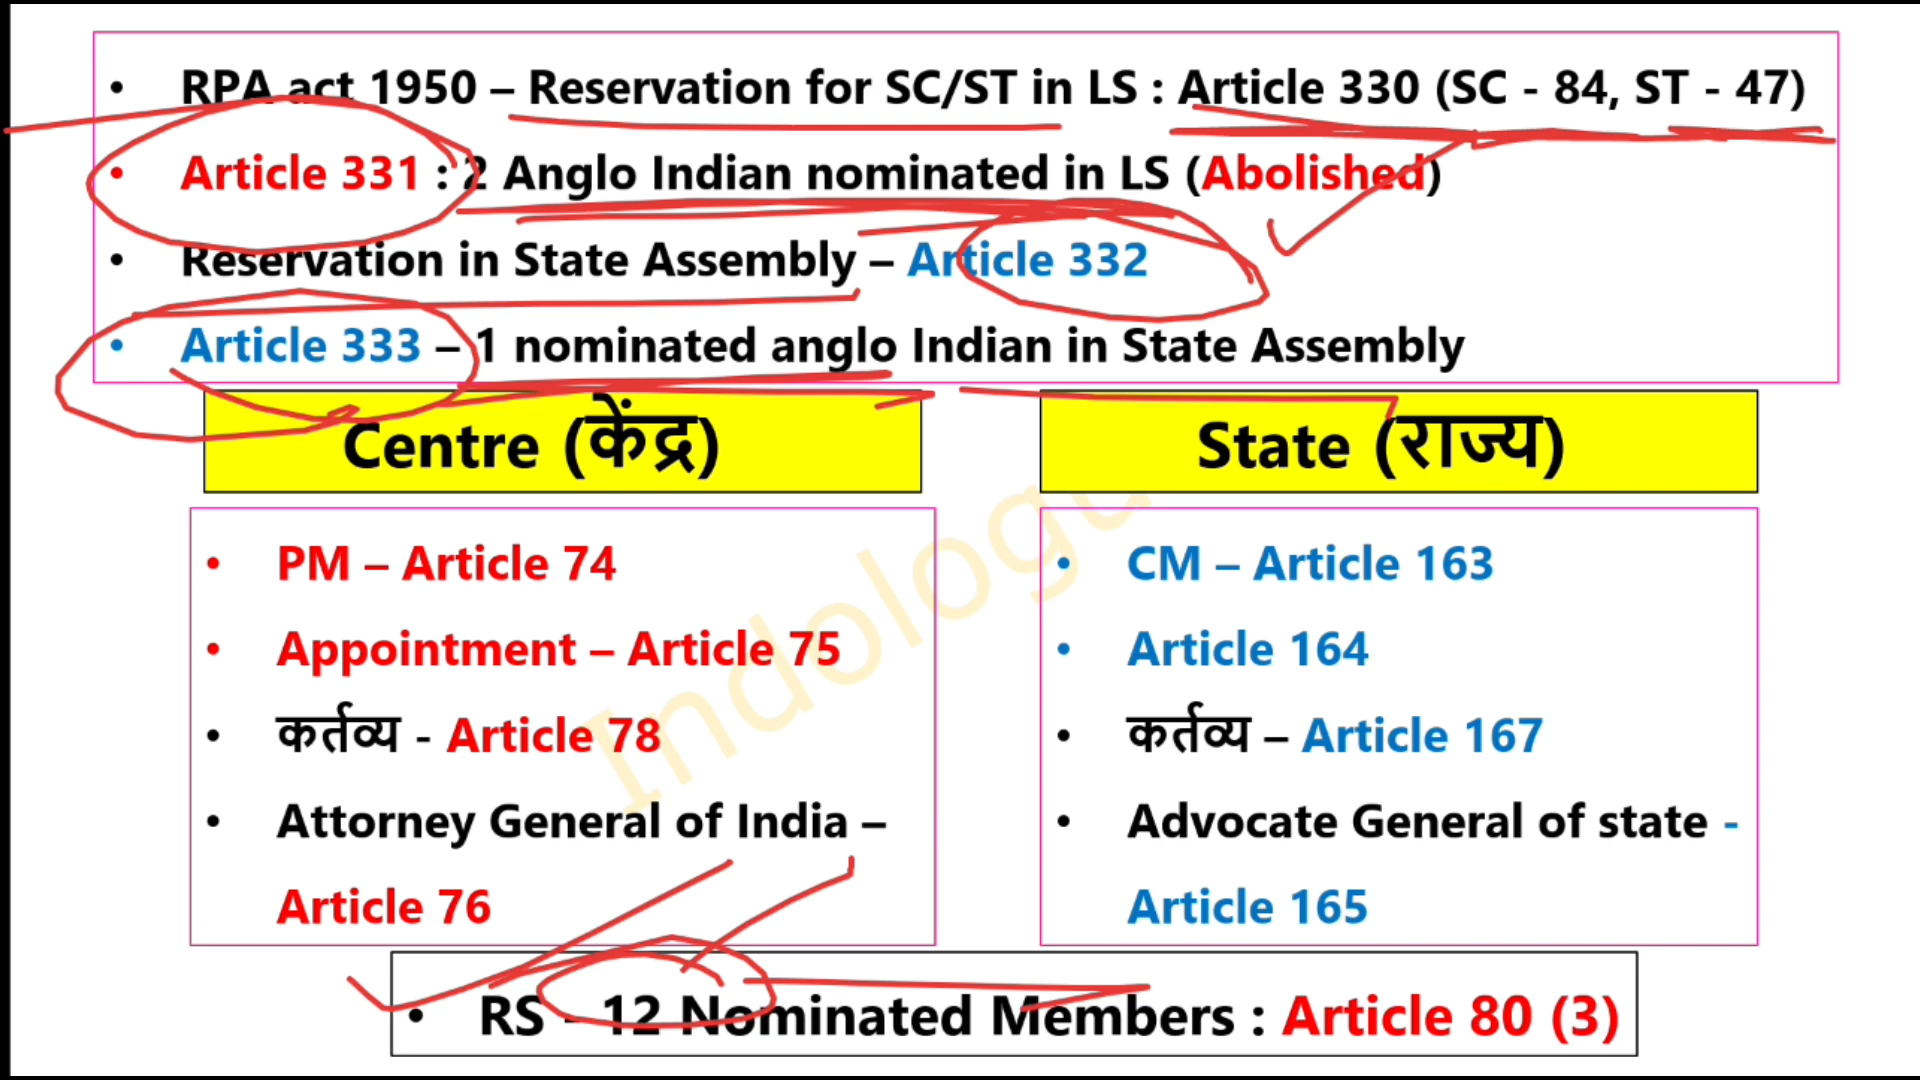 • RPA act 1950 – Reservation for SC/ST in LS : Article 330 (SC - 84, ST - 47)
• Article 331 : 2 Anglo Indian nominated in LS (Abolished)
• Reservation in State Assembly – Article 332
• Article 333 – 1 nominated anglo Indian in State Assembly
Centre (केंद्र)
• PM – Article 74
• Appointment – Article 75
• कर्तव्य - Article 78
• Attorney General of India –
Article 76
State (राज्य)
• CM – Article 163
• Article 164
• कर्तव्य – Article 167
• Advocate General of state -
Article 165
• RS – 12 Nominated Members : Article 80 (3)